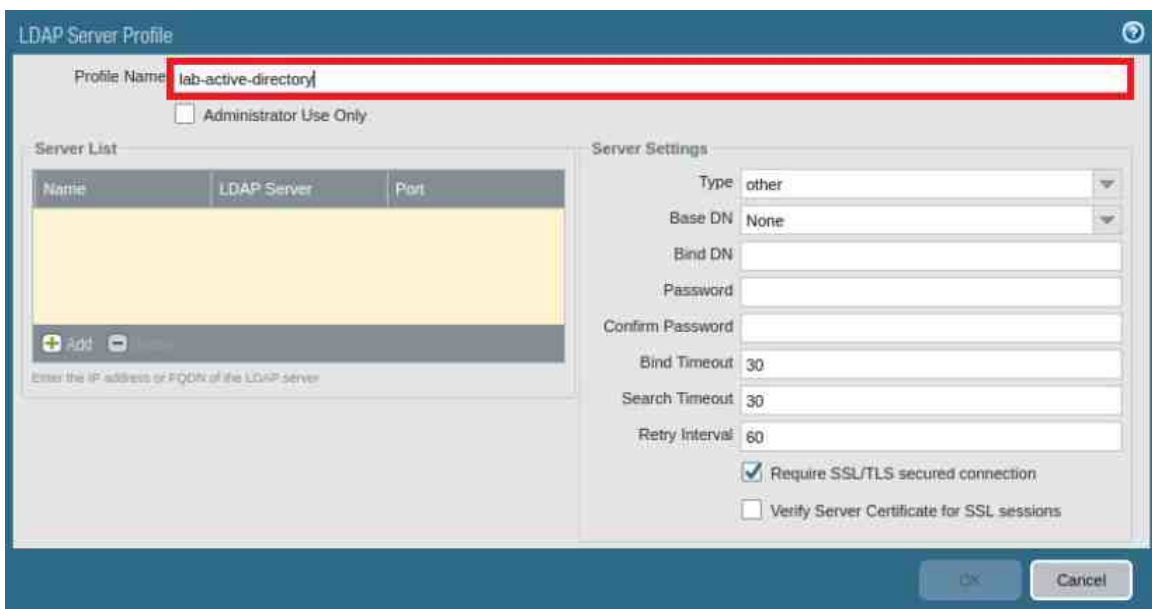 LDAP Server Profile
Profile Name lab-active-directory
Administrator Use Only
Server List
Name LDAP Server Port
Add
Enter the IP address or FQDN of the LDAP server
Server Settings
Type other
Base DN None
Bind DN
Password
Confirm Password
Bind Timeout 30
Search Timeout 30
Retry Interval 60
Require SSL/TLS secured connection
Verify Server Certificate for SSL sessions
OK Cancel